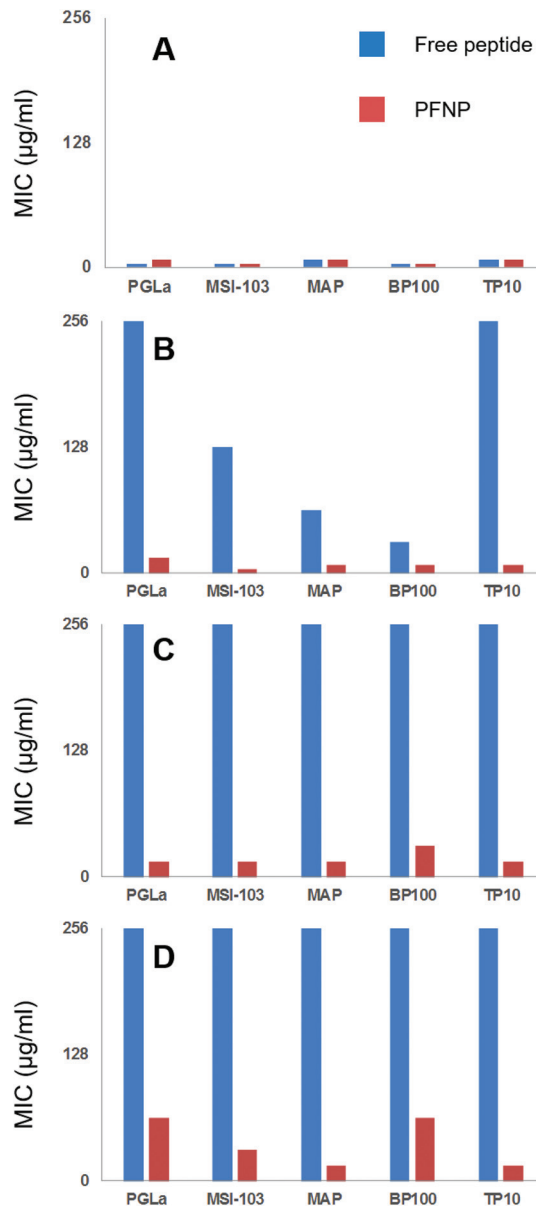 256
A
Free peptide
PFNP
128
MIC (µg/ml)
0
PGLa MSI-103 MAP BP100 TP10
256
B
128
MIC (µg/ml)
0
PGLa MSI-103 MAP BP100 TP10
256
C
128
MIC (µg/ml)
0
PGLa MSI-103 MAP BP100 TP10
256
D
128
MIC (µg/ml)
0
PGLa MSI-103 MAP BP100 TP10